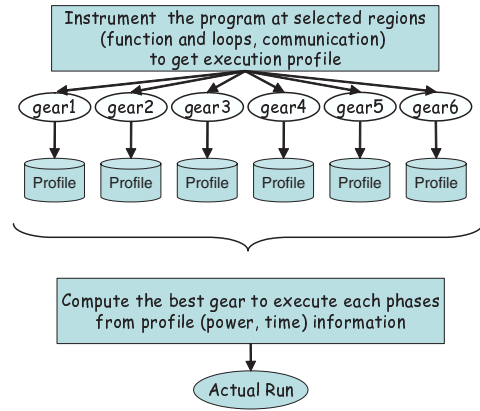 Instrument the program at selected regions
(function and loops, communication)
to get execution profile
gear1 gear2 gear3 gear4 gear5 gear6
Profile Profile Profile Profile Profile Profile
Compute the best gear to execute each phases
from profile (power, time) information
Actual Run